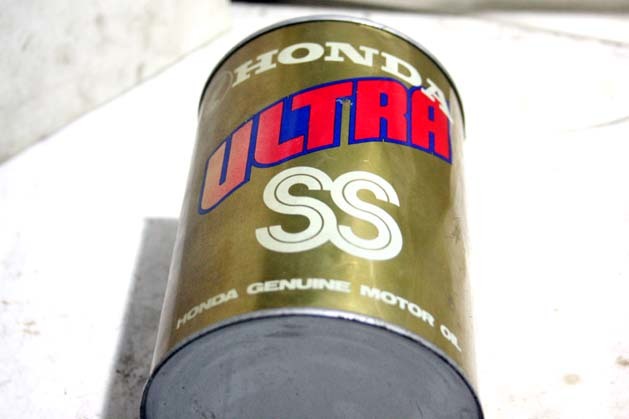 HONDA
ULTRA
SS
HONDA GENUINE MOTOR OIL